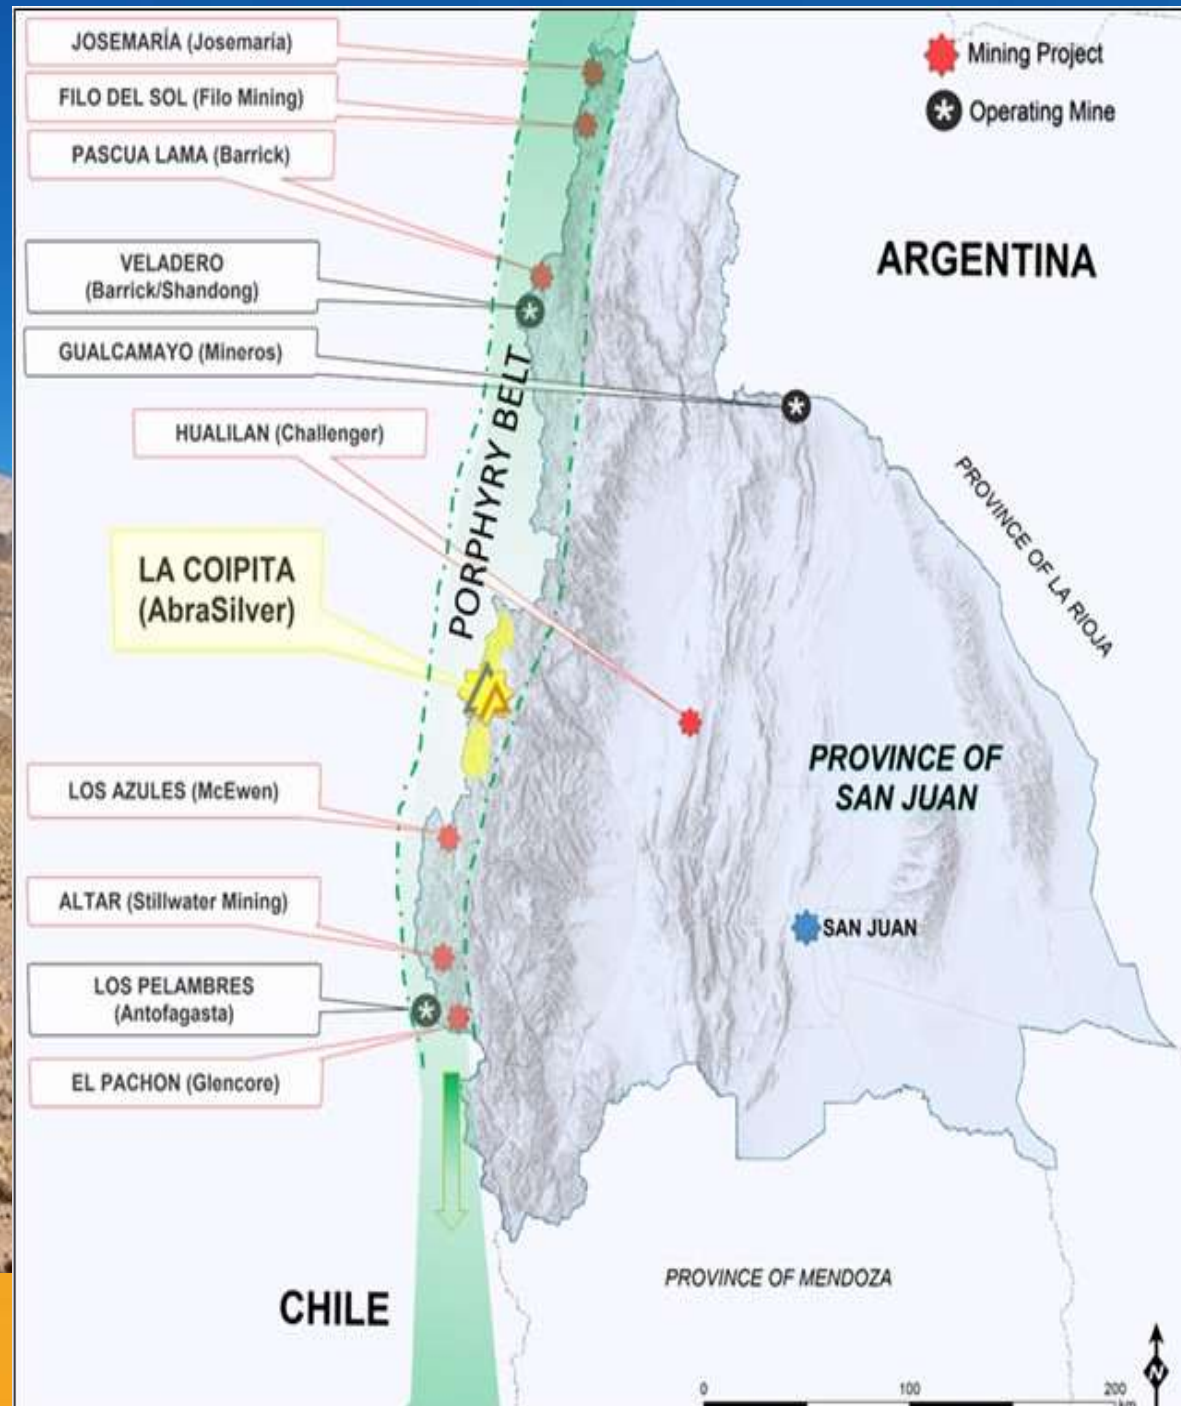 JOSEMARÍA (Josemaría)
FILO DEL SOL (Filo Mining)
PASCUA LAMA (Barrick)
VELADERO
(Barrick/Shandong)
GUALCAMAYO (Mineros)
HUALILAN (Challenger)
LA COIPITA
(AbraSilver)
LOS AZULES (McEwen)
ALTAR (Stillwater Mining)
LOS PELAMBRES
(Antofagasta)
EL PACHON (Glencore)
PORPHYRY BELT
Mining Project
Operating Mine
ARGENTINA
PROVINCE OF LA RIOJA
PROVINCE OF
SAN JUAN
SAN JUAN
PROVINCE OF MENDOZA
CHILE
0 100 200
km
N